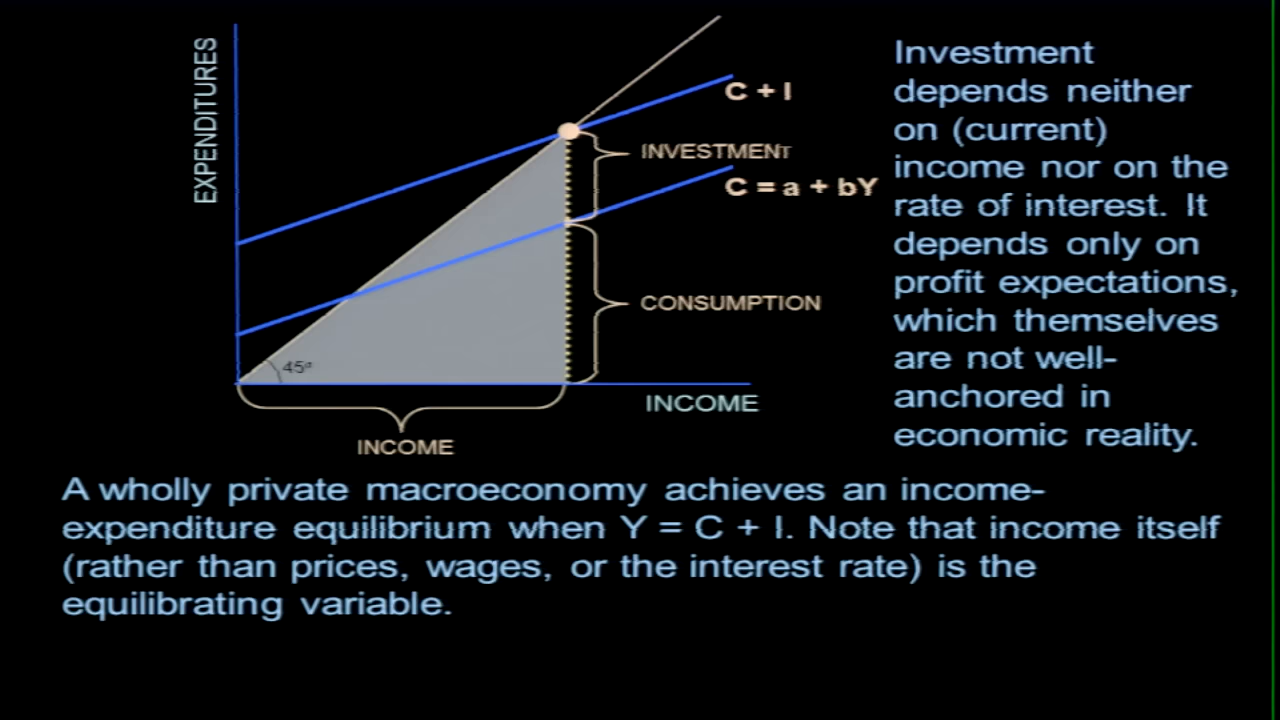 EXPENDITURES
C + I
INVESTMENT
C = a + bY
CONSUMPTION
45º
INCOME
INCOME
Investment
depends neither
on (current)
income nor on the
rate of interest. It
depends only on
profit expectations,
which themselves
are not well-
anchored in
economic reality.
A wholly private macroeconomy achieves an income-
expenditure equilibrium when Y = C + I. Note that income itself
(rather than prices, wages, or the interest rate) is the
equilibrating variable.